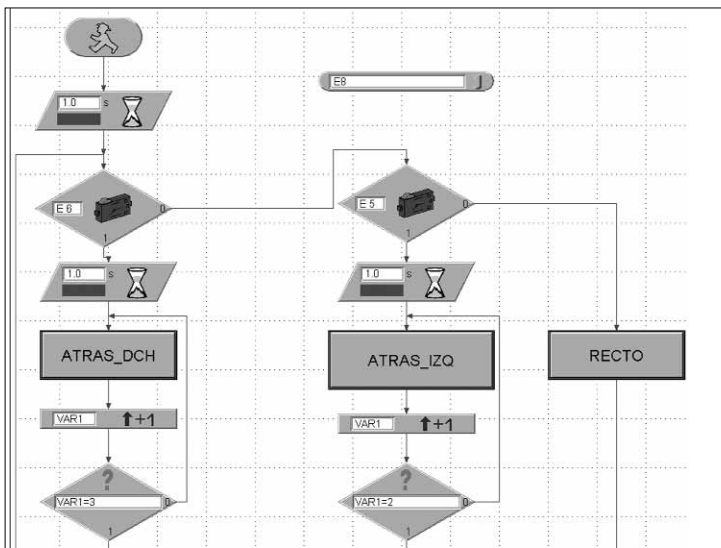 E8
1.0 s
E 6 0
1
E 5 0
1
1.0 s
1.0 s
ATRAS_DCH
ATRAS_IZQ
RECTO
VAR1 +1
VAR1 +1
?
VAR1=3 0
1
?
VAR1=2 0
1